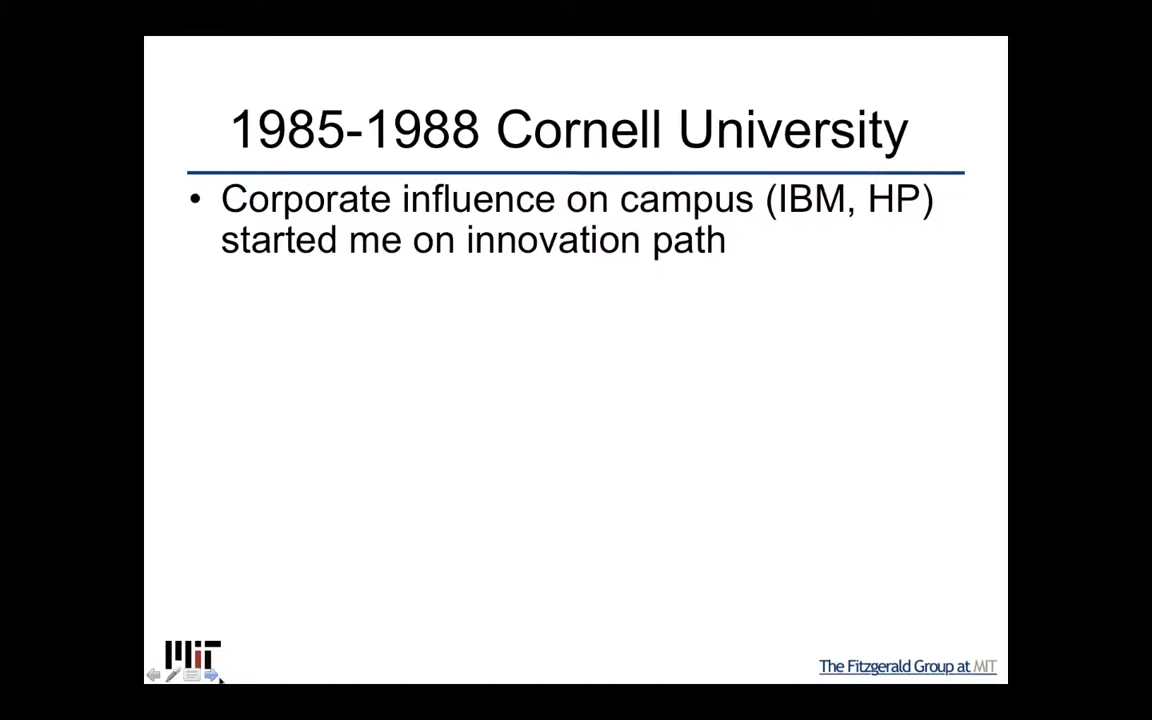 1985-1988 Cornell University
• Corporate influence on campus (IBM, HP)
started me on innovation path
MIT
The Fitzgerald Group at MIT